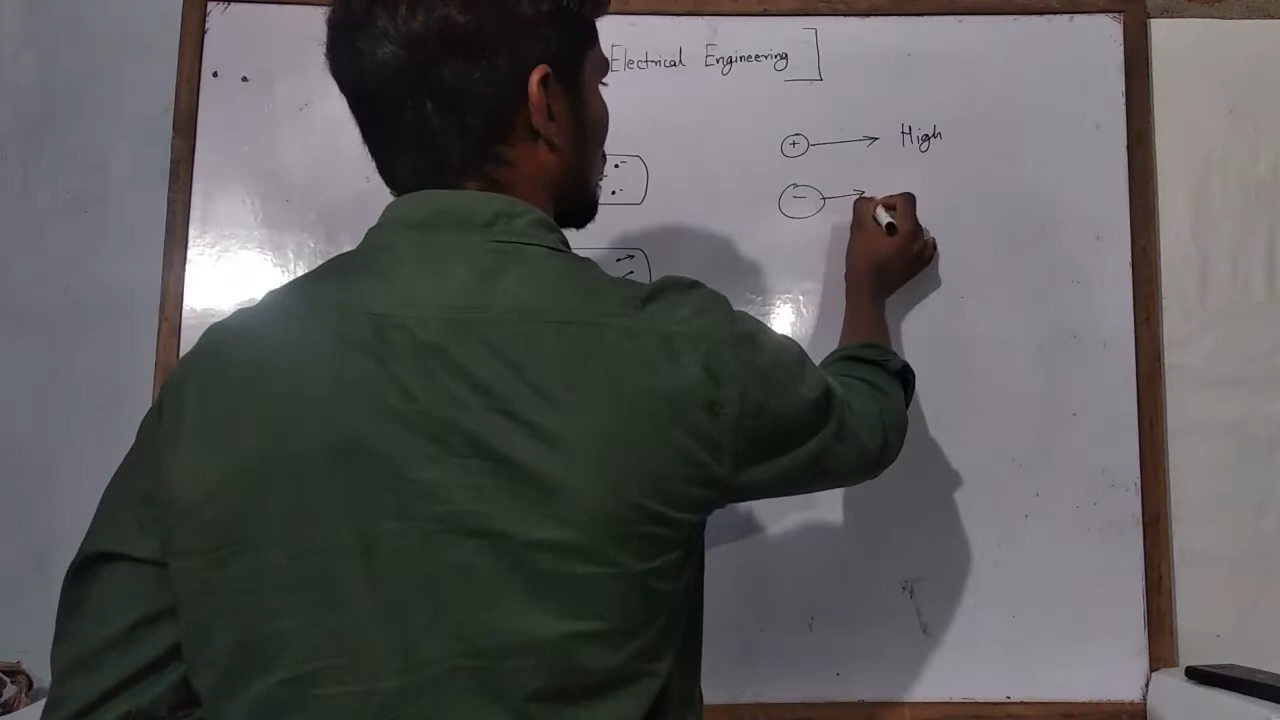 Electrical Engineering ]
+ → High
- →